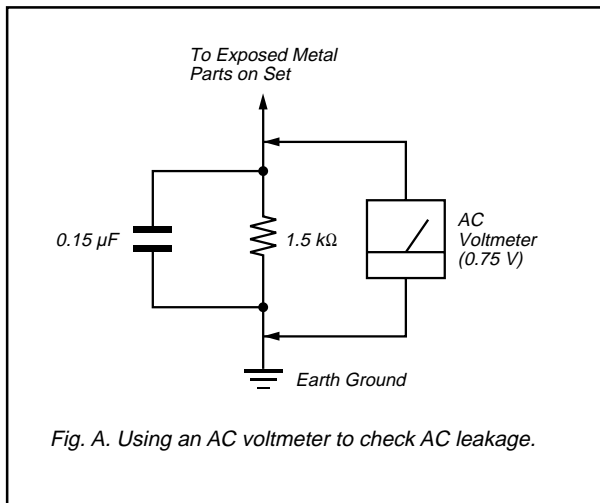 To Exposed Metal
Parts on Set
0.15 µF
1.5 kΩ
AC
Voltmeter
(0.75 V)
Earth Ground
Fig. A. Using an AC voltmeter to check AC leakage.